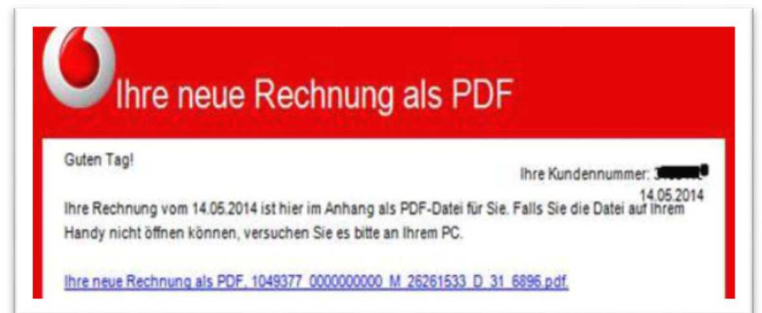 Ihre neue Rechnung als PDF
Guten Tag!
Ihre Kundennummer:
14.05.2014
Ihre Rechnung vom 14.05.2014 ist hier im Anhang als PDF-Datei für Sie. Falls Sie die Datei auf Ihrem
Handy nicht öffnen können, versuchen Sie es bitte an Ihrem PC.
Ihre neue Rechnung als PDF, 1049377_0000000000_M_26261533_D_31_6896.pdf.